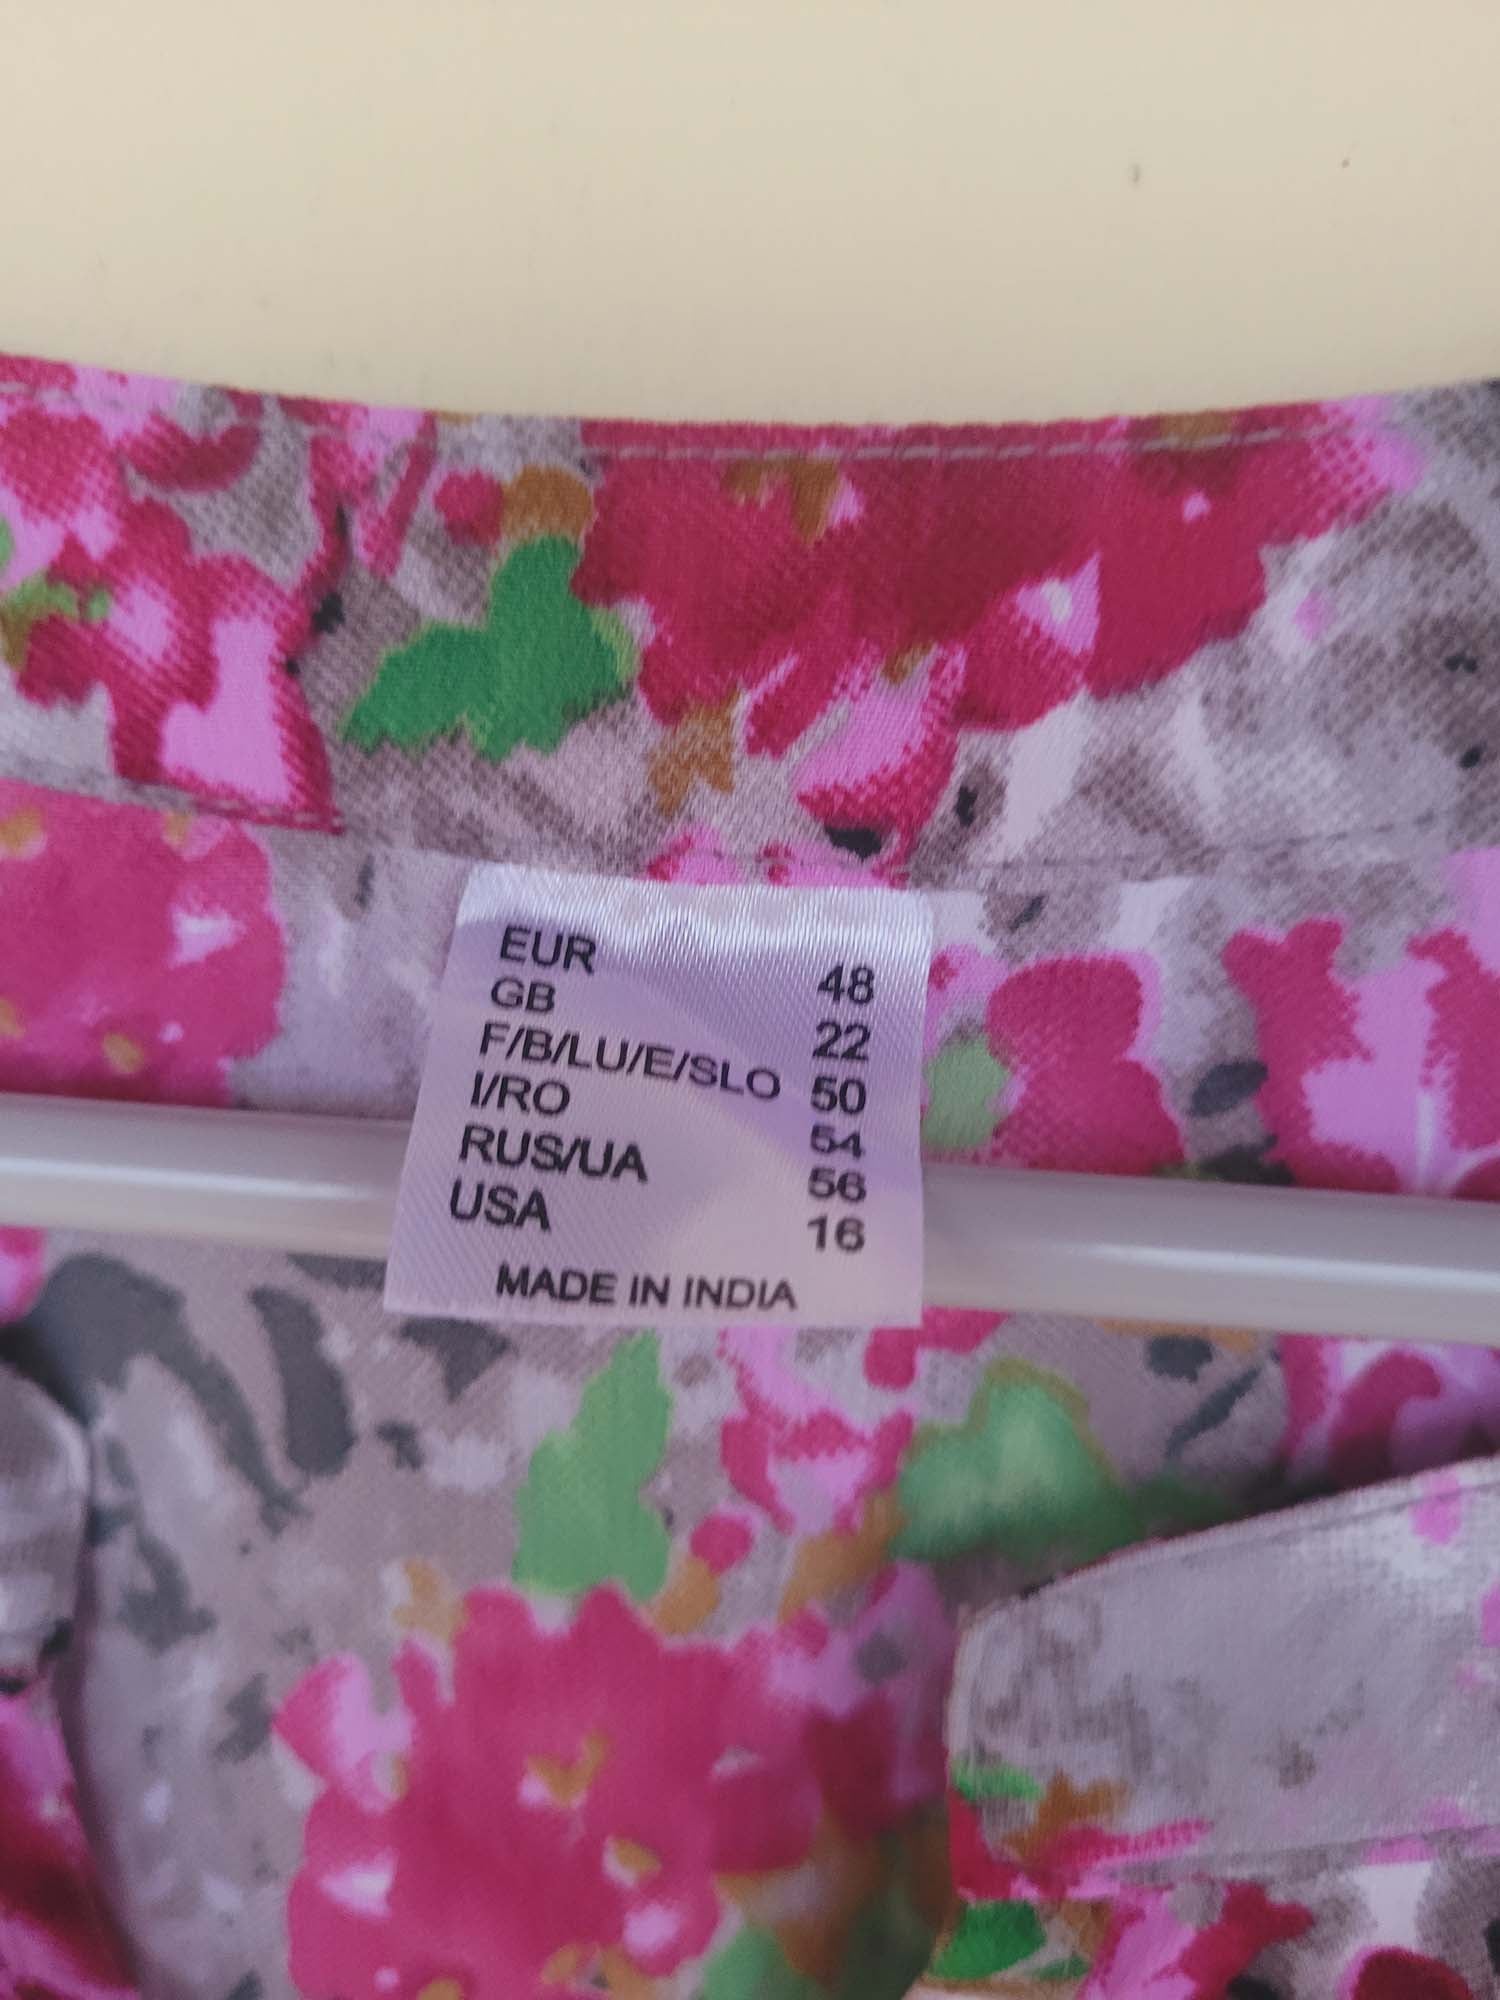 EUR 48
GB 22
F/B/LU/E/SLO 50
I/RO 54
RUS/UA 56
USA 16
MADE IN INDIA